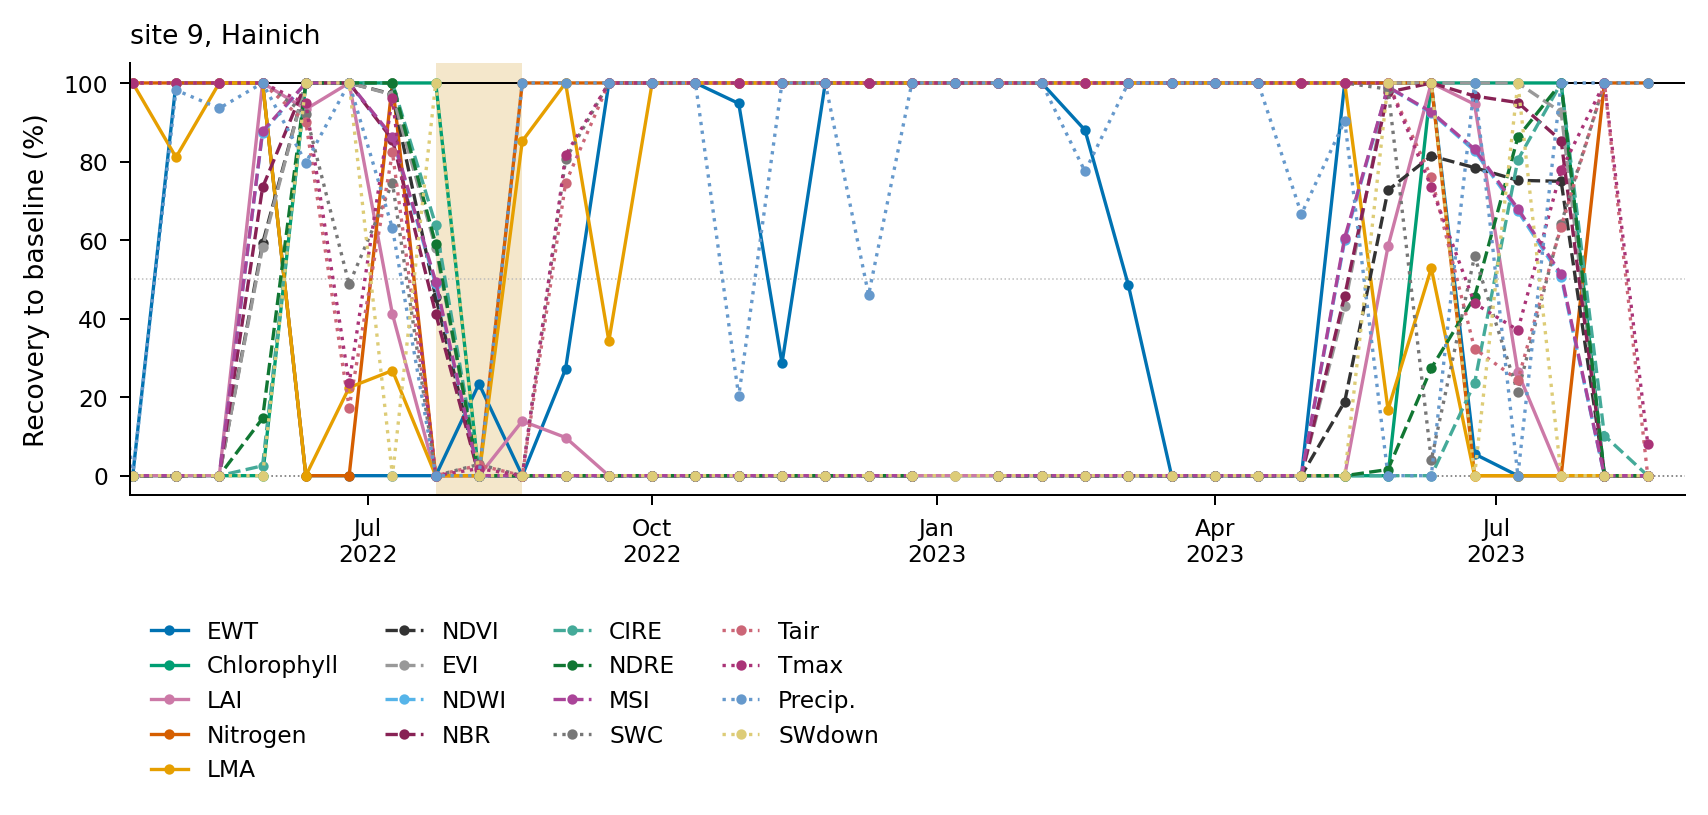 site 9, Hainich
Recovery to baseline (%)
100
80
60
40
20
0
Jul
2022
Oct
2022
Jan
2023
Apr
2023
Jul
2023
EWT
Chlorophyll
LAI
Nitrogen
LMA
NDVI
EVI
NDWI
NBR
CIRE
NDRE
MSI
SWC
Tair
Tmax
Precip.
SWdown